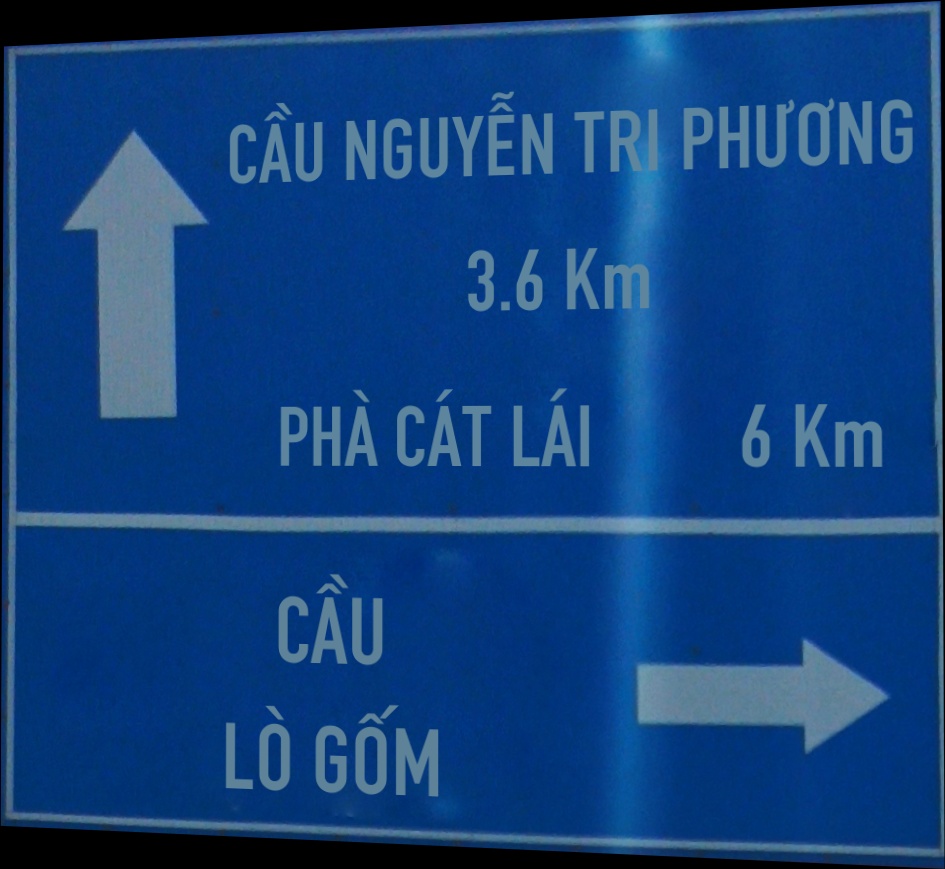 CẦU NGUYỄN TRI PHƯƠNG
3.6 Km
PHÀ CÁT LÁI 6 Km
CẦU
LÒ GỐM